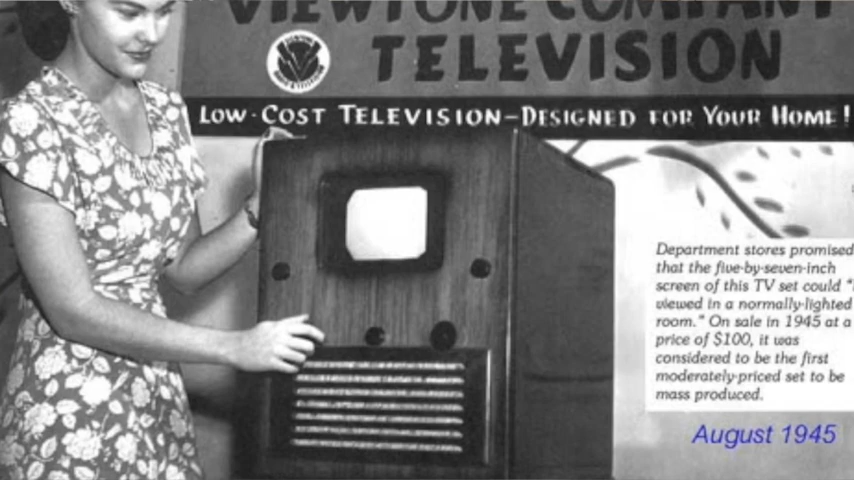 VIEWTONE COMPANY
TELEVISION
LOW-COST TELEVISION-DESIGNED FOR YOUR HOME!
Department stores promised
that the five-by-seven-inch
screen of this TV set could
viewed in a normally-lighted
room." On sale in 1945 at a
price of $100, it was
considered to be the first
moderately-priced set to be
mass produced.
August 1945